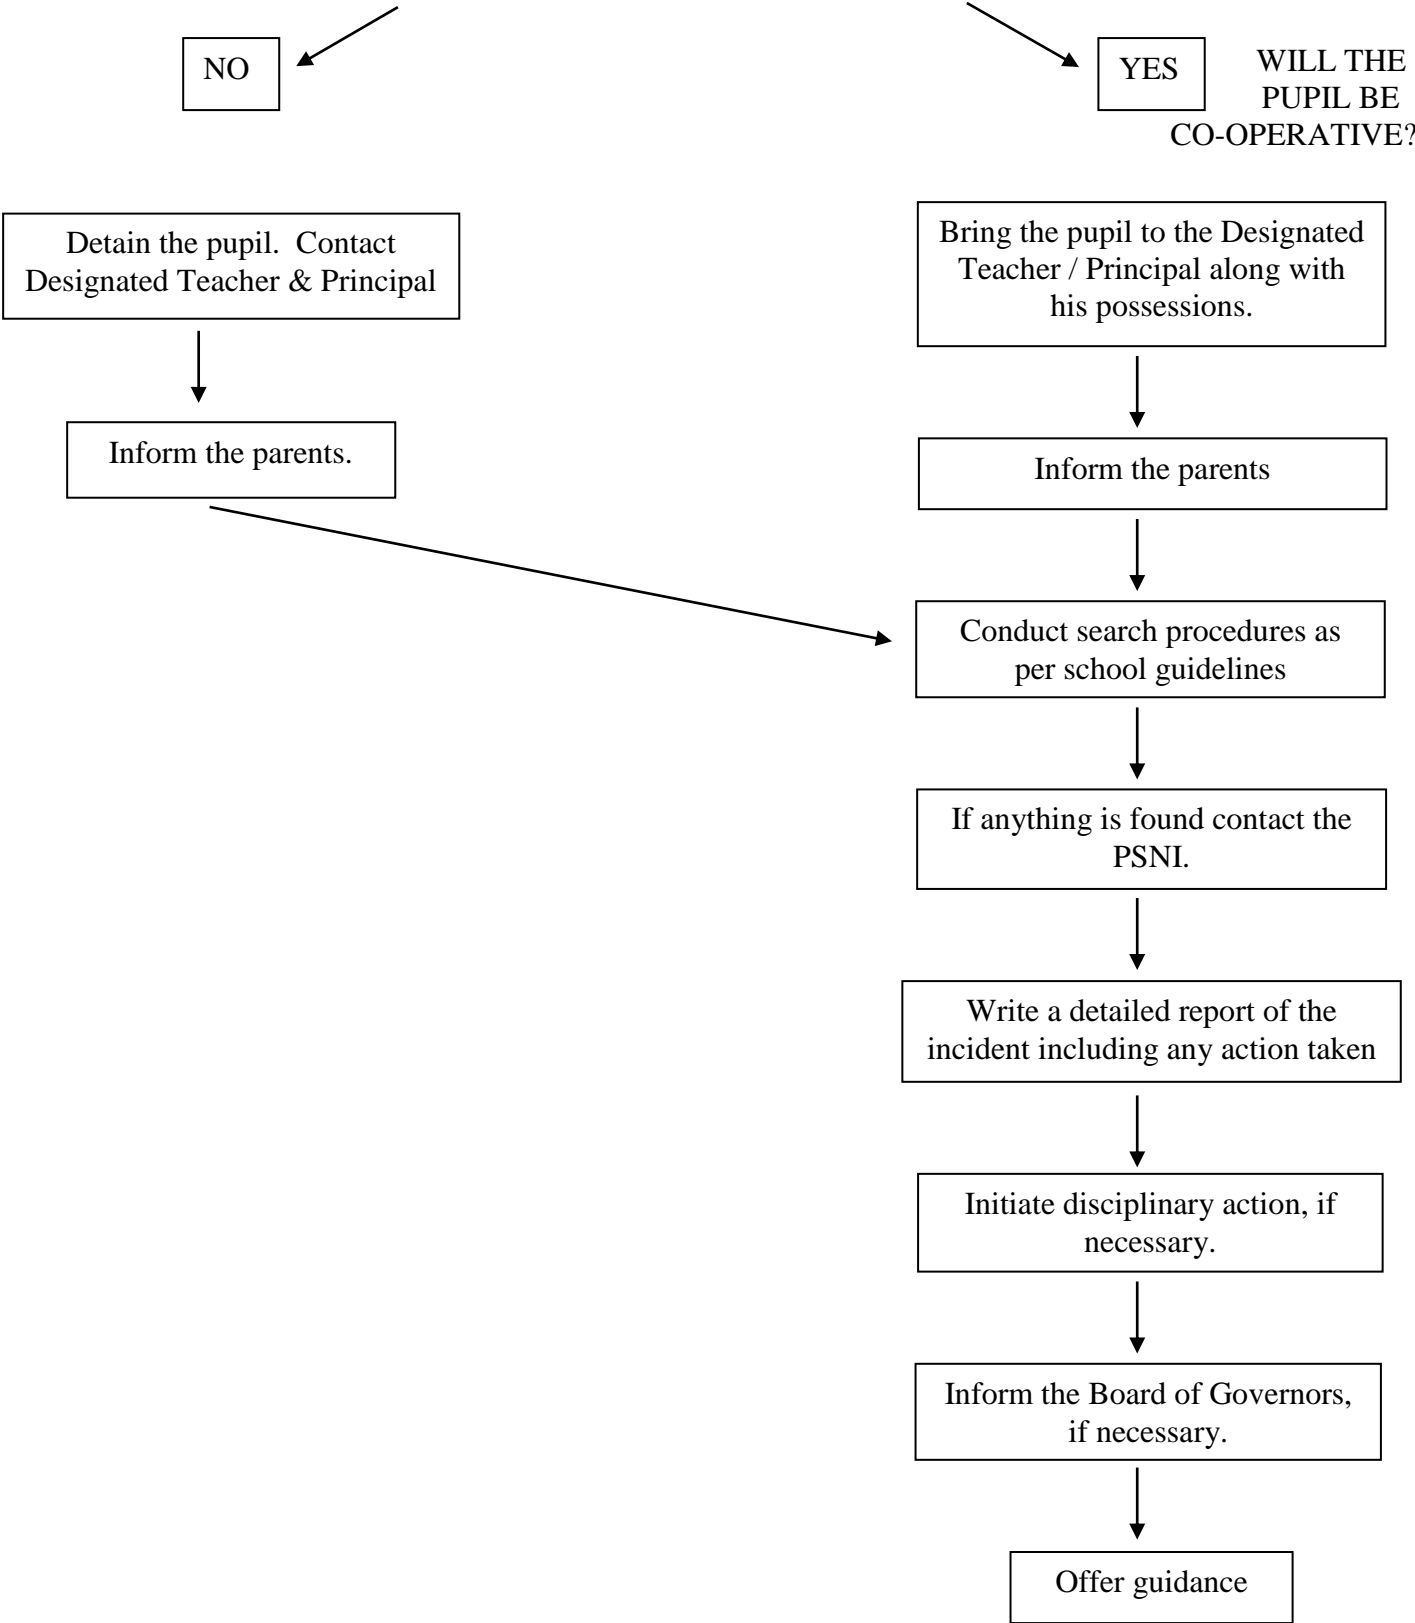 NO
YES
WILL THE
PUPIL BE
CO-OPERATIVE?
Detain the pupil. Contact
Designated Teacher & Principal
Inform the parents.
Bring the pupil to the Designated
Teacher / Principal along with
his possessions.
Inform the parents
Conduct search procedures as
per school guidelines
If anything is found contact the
PSNI.
Write a detailed report of the
incident including any action taken
Initiate disciplinary action, if
necessary.
Inform the Board of Governors,
if necessary.
Offer guidance